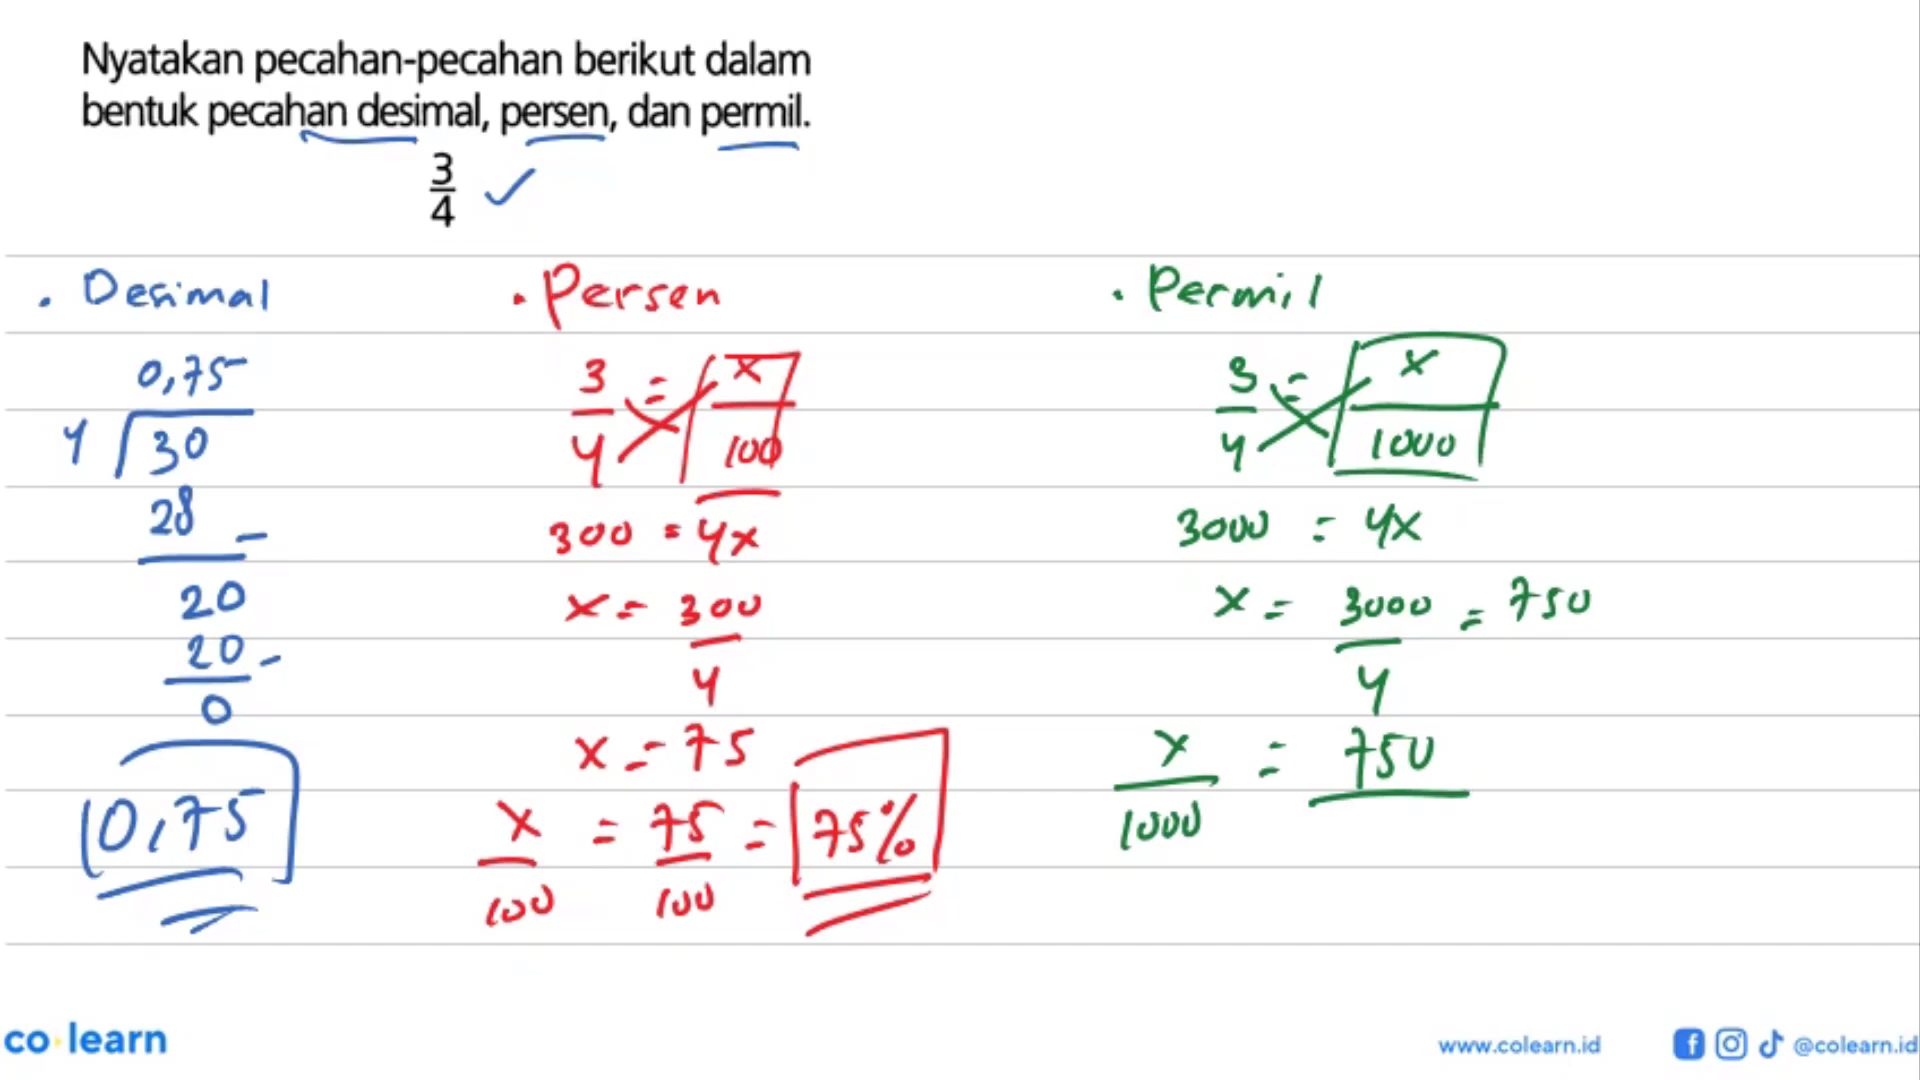 Nyatakan pecahan-pecahan berikut dalam
bentuk pecahan desimal, persen, dan permil.
3
4
. Desimal
0,75
4 30
28 -
20
20 -
0
0,75
. Persen
3 = x
4 100
300 = 4x
x = 300
4
x = 75
x = 75 = 75%
100 100
. Permil
3 = x
4 1000
3000 = 4x
x = 3000 = 750
4
x = 750
1000
co learn
www.colearn.id
@colearn.id